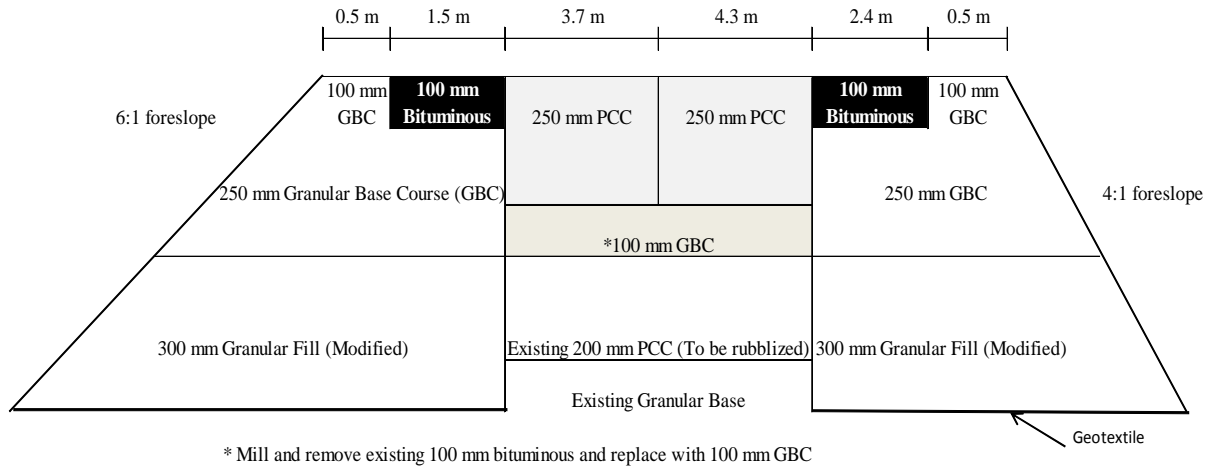 0.5 m 1.5 m 3.7 m 4.3 m 2.4 m 0.5 m
100 mm
GBC
100 mm
Bituminous
250 mm PCC
250 mm PCC
100 mm
Bituminous
100 mm
GBC
6:1 foreslope
250 mm Granular Base Course (GBC)
250 mm GBC
4:1 foreslope
*100 mm GBC
300 mm Granular Fill (Modified)
Existing 200 mm PCC (To be rubblized)
300 mm Granular Fill (Modified)
Existing Granular Base
Geotextile
* Mill and remove existing 100 mm bituminous and replace with 100 mm GBC